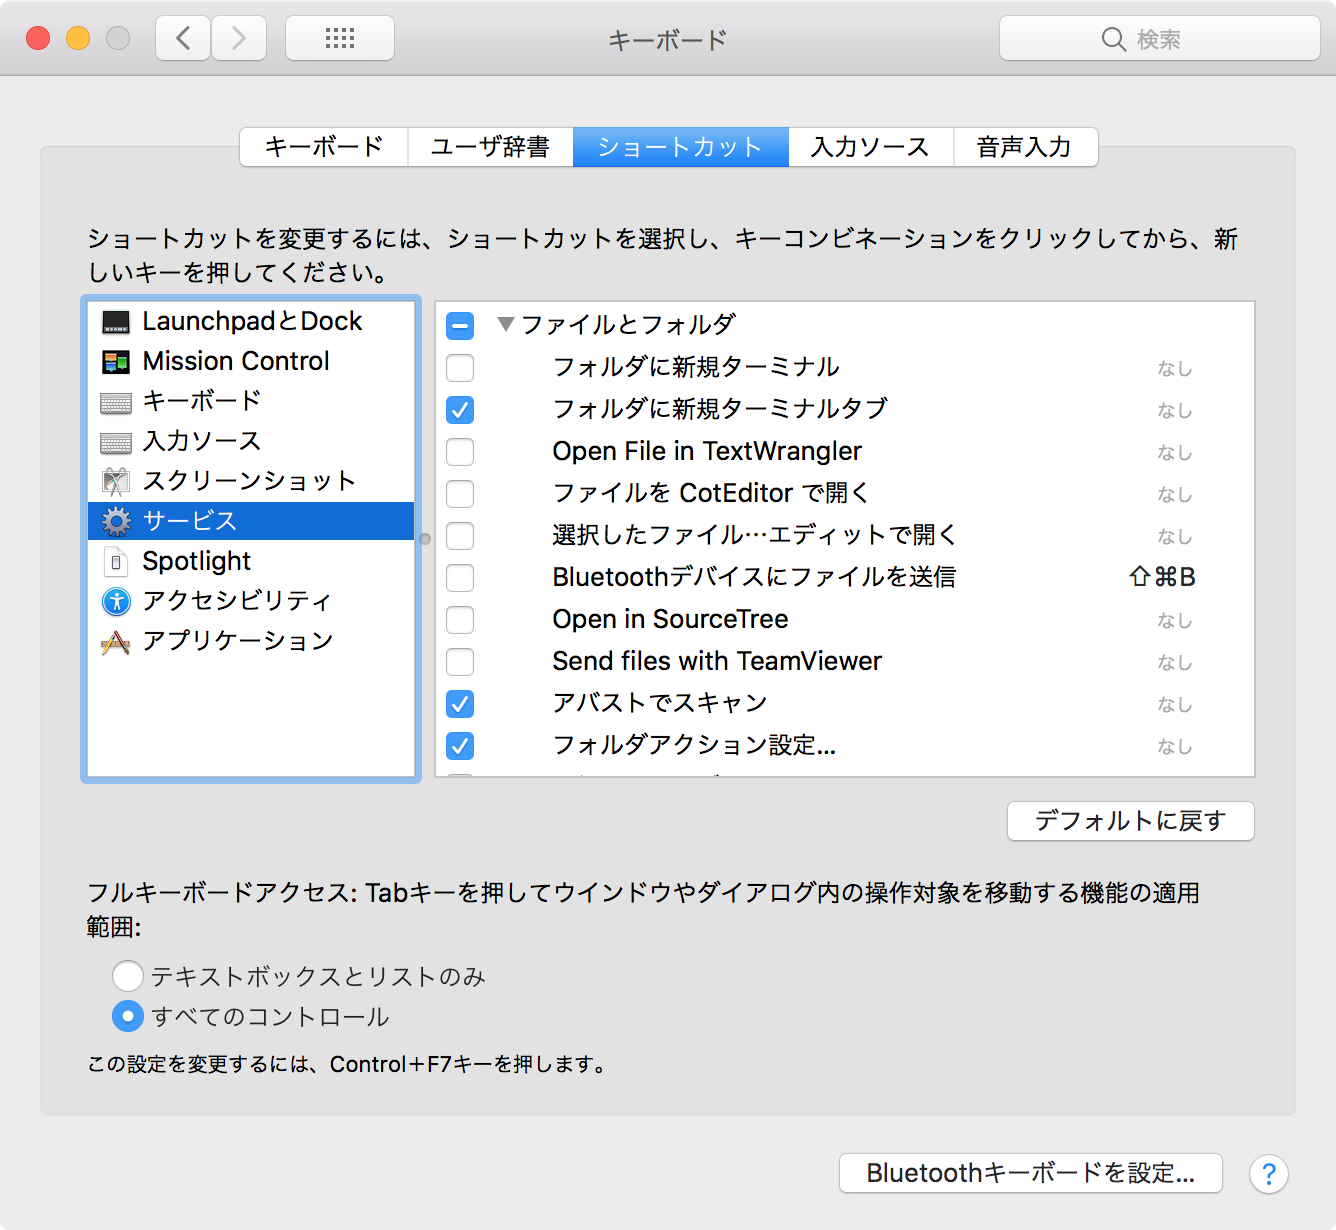 キーボード
検索
キーボード
ユーザ辞書
ショートカット
入力ソース
音声入力
ショートカットを変更するには、ショートカットを選択し、キーコンビネーションをクリックしてから、新
しいキーを押してください。
LaunchpadとDock
Mission Control
キーボード
入力ソース
スクリーンショット
サービス
Spotlight
アクセシビリティ
アプリケーション
ファイルとフォルダ
フォルダに新規ターミナル なし
フォルダに新規ターミナルタブ なし
Open File in TextWrangler なし
ファイルを CotEditor で開く なし
選択したファイル…エディットで開く なし
Bluetoothデバイスにファイルを送信 ⇧⌘B
Open in SourceTree なし
Send files with TeamViewer なし
アバストでスキャン なし
フォルダアクション設定... なし
デフォルトに戻す
フルキーボードアクセス: Tabキーを押してウインドウやダイアログ内の操作対象を移動する機能の適用
範囲:
テキストボックスとリストのみ
すべてのコントロール
この設定を変更するには、Control+F7キーを押します。
Bluetoothキーボードを設定...
?